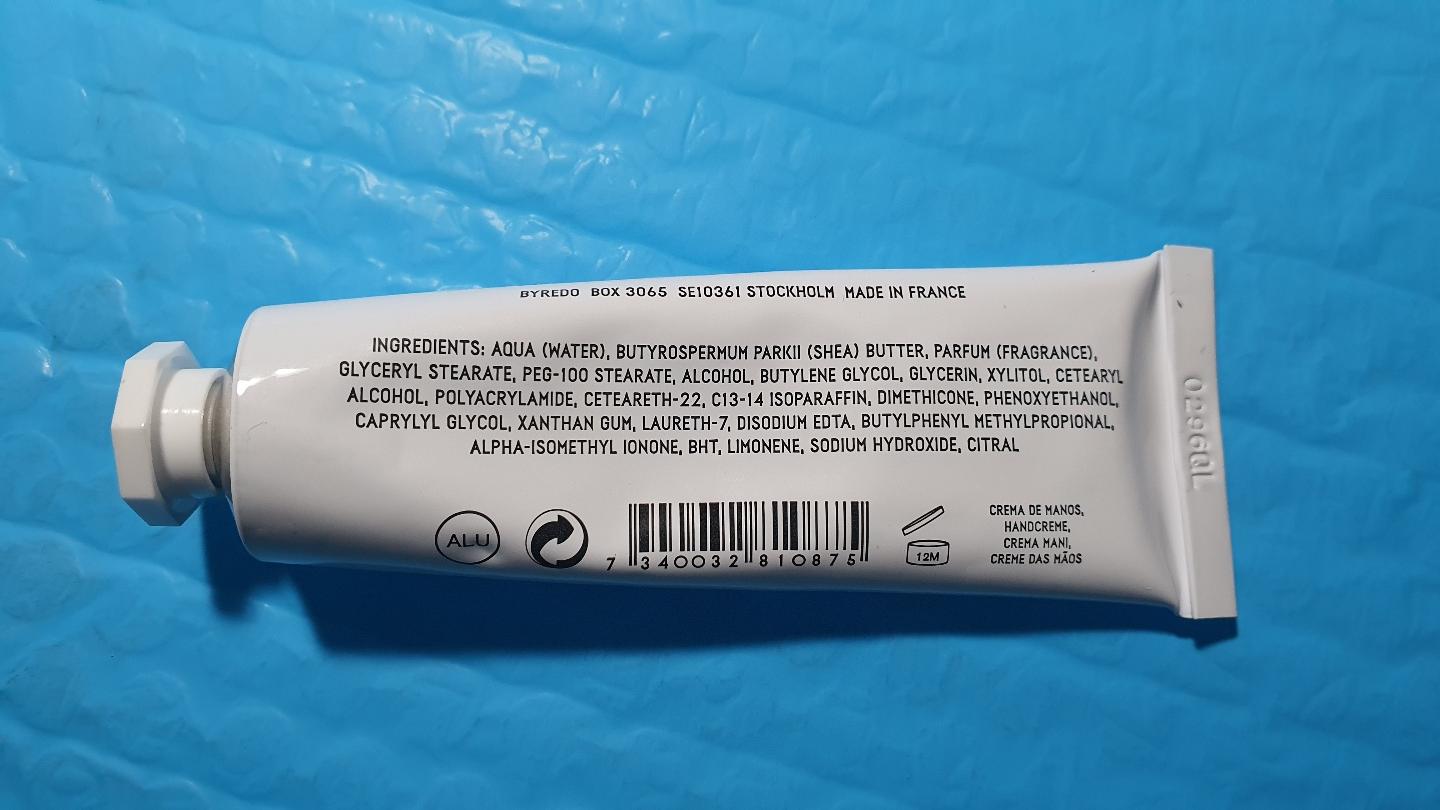 BYREDO BOX 3065 SE10361 STOCKHOLM MADE IN FRANCE
INGREDIENTS: AQUA (WATER), BUTYROSPERMUM PARKII (SHEA) BUTTER, PARFUM (FRAGRANCE),
GLYCERYL STEARATE, PEG-100 STEARATE, ALCOHOL, BUTYLENE GLYCOL, GLYCERIN, XYLITOL, CETEARYL
ALCOHOL, POLYACRYLAMIDE, CETEARETH-22, C13-14 ISOPARAFFIN, DIMETHICONE, PHENOXYETHANOL,
CAPRYLYL GLYCOL, XANTHAN GUM, LAURETH-7, DISODIUM EDTA, BUTYLPHENYL METHYLPROPIONAL,
ALPHA-ISOMETHYL IONONE, BHT, LIMONENE, SODIUM HYDROXIDE, CITRAL
ALU
7 340032 810875
12M
CREMA DE MANOS,
HANDCREME,
CREMA MANI,
CREME DAS MÃOS